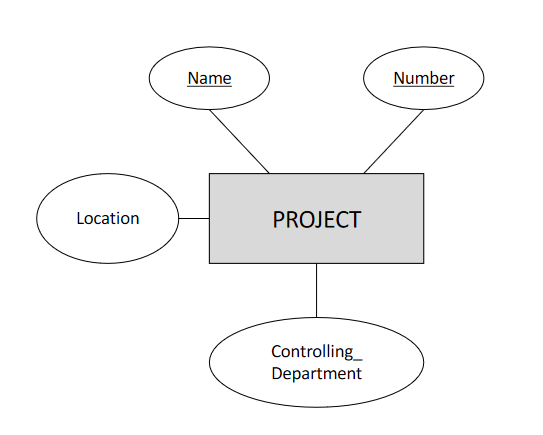 Name
Number
Location
PROJECT
Controlling_
Department